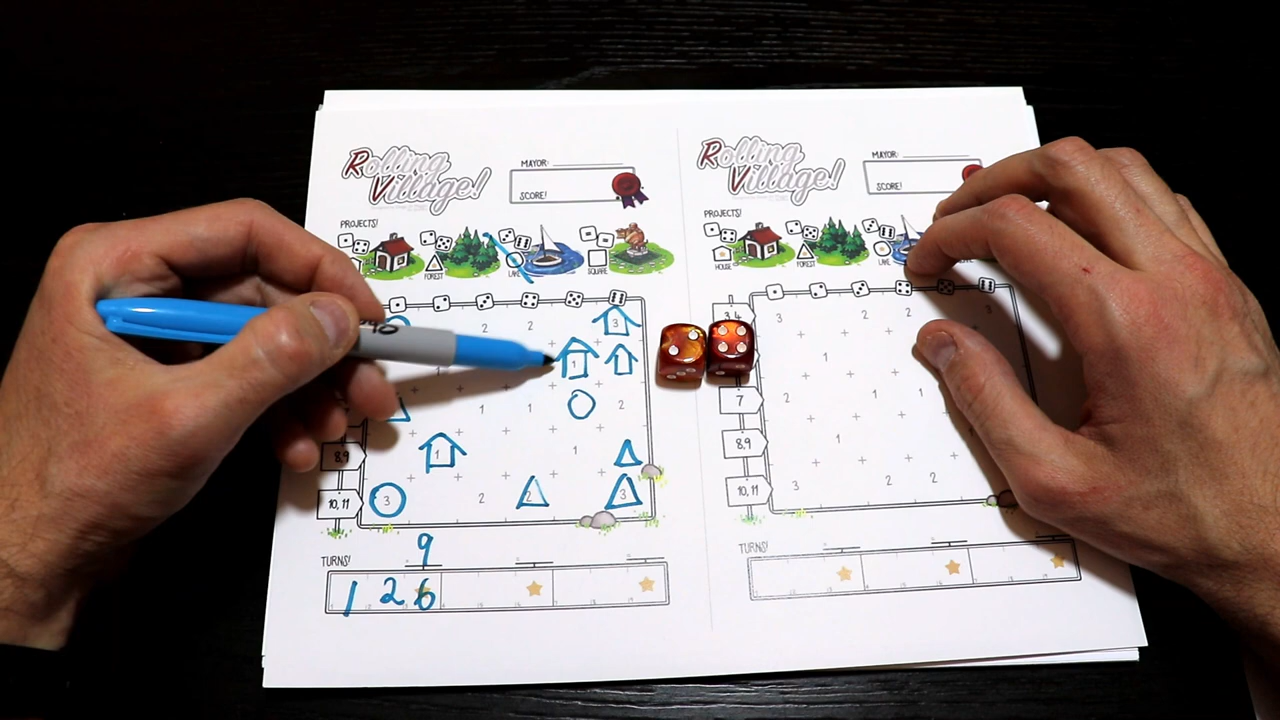 Rolling Village!
MAYOR:
SCORE!
PROJECTS!
FOREST
LAKE
SQUARE
2 2 3
1
1
1 1 2
8,9
1
1
10,11
3
2
2
3
TURNS!
9
1 2 6
Rolling Village!
MAYOR:
SCORE!
PROJECTS!
HOUSE
FOREST
LAKE
3 2 2 3
1
7
2 1 1
8,9
1
10,11
3 2 2
TURNS!